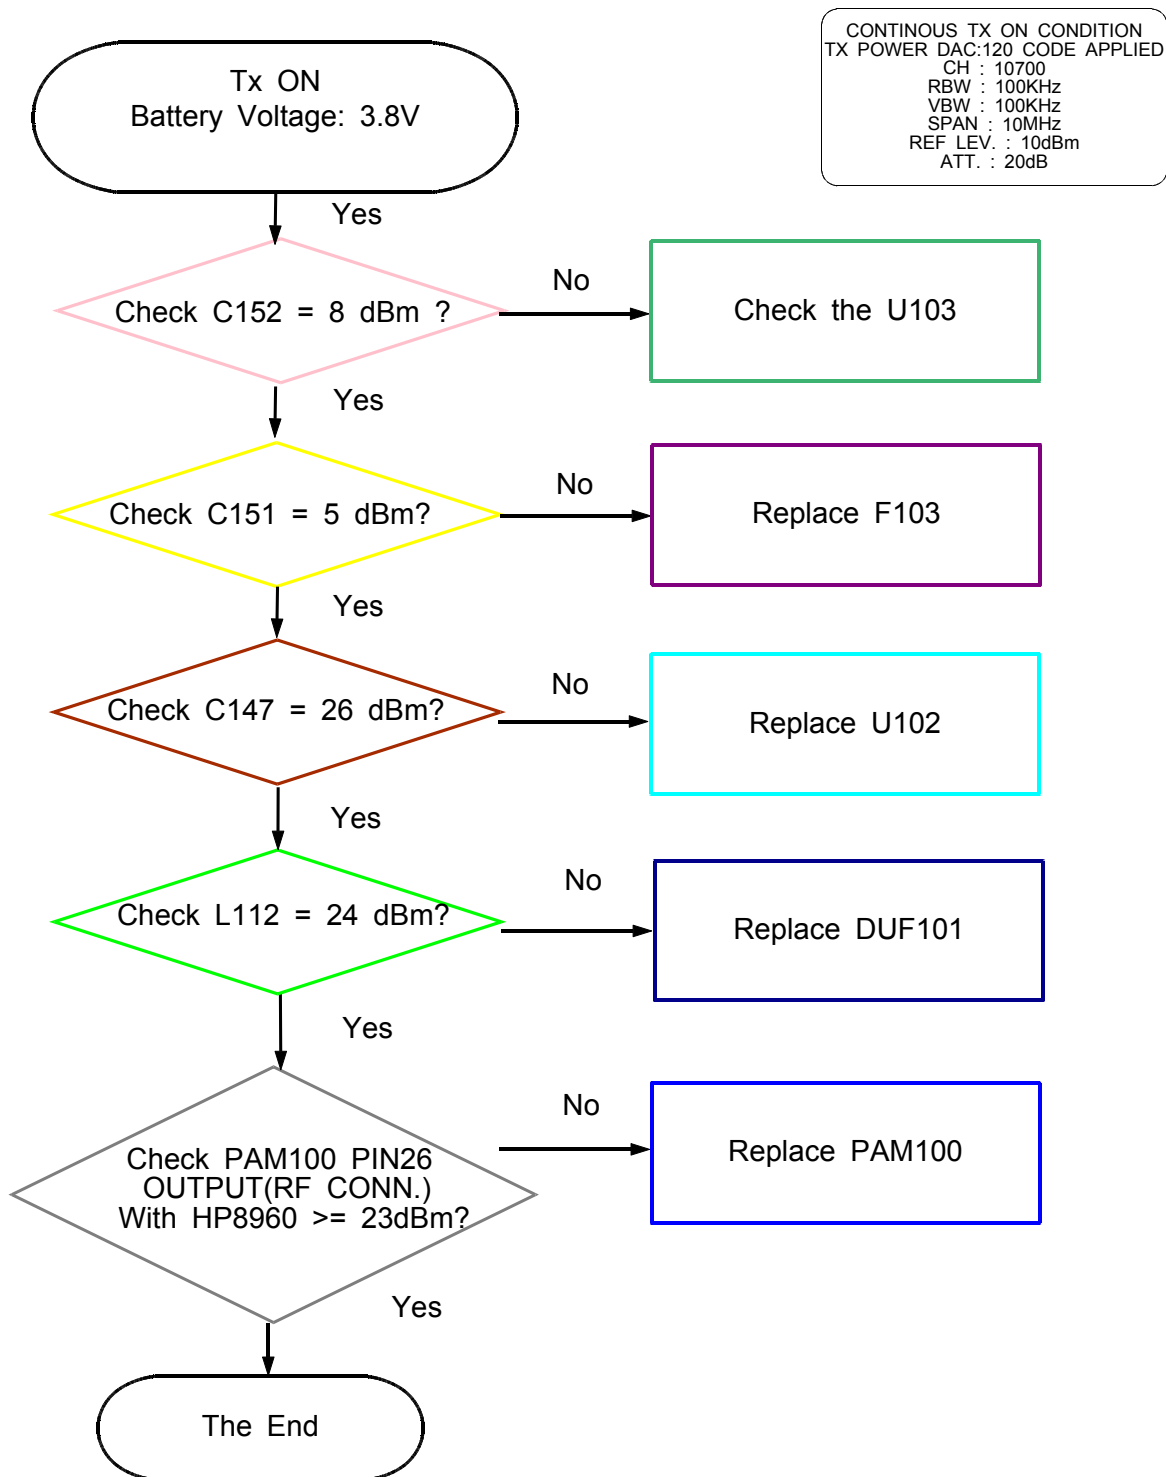 CONTINOUS TX ON CONDITION
TX POWER DAC:120 CODE APPLIED
CH : 10700
RBW : 100KHz
VBW : 100KHz
SPAN : 10MHz
REF LEV. : 10dBm
ATT. : 20dB
Tx ON
Battery Voltage: 3.8V
Yes
Check C152 = 8 dBm ?
No
Check the U103
Yes
Check C151 = 5 dBm?
No
Replace F103
Yes
Check C147 = 26 dBm?
No
Replace U102
Yes
Check L112 = 24 dBm?
No
Replace DUF101
Yes
Check PAM100 PIN26
OUTPUT(RF CONN.)
With HP8960 >= 23dBm?
No
Replace PAM100
Yes
The End